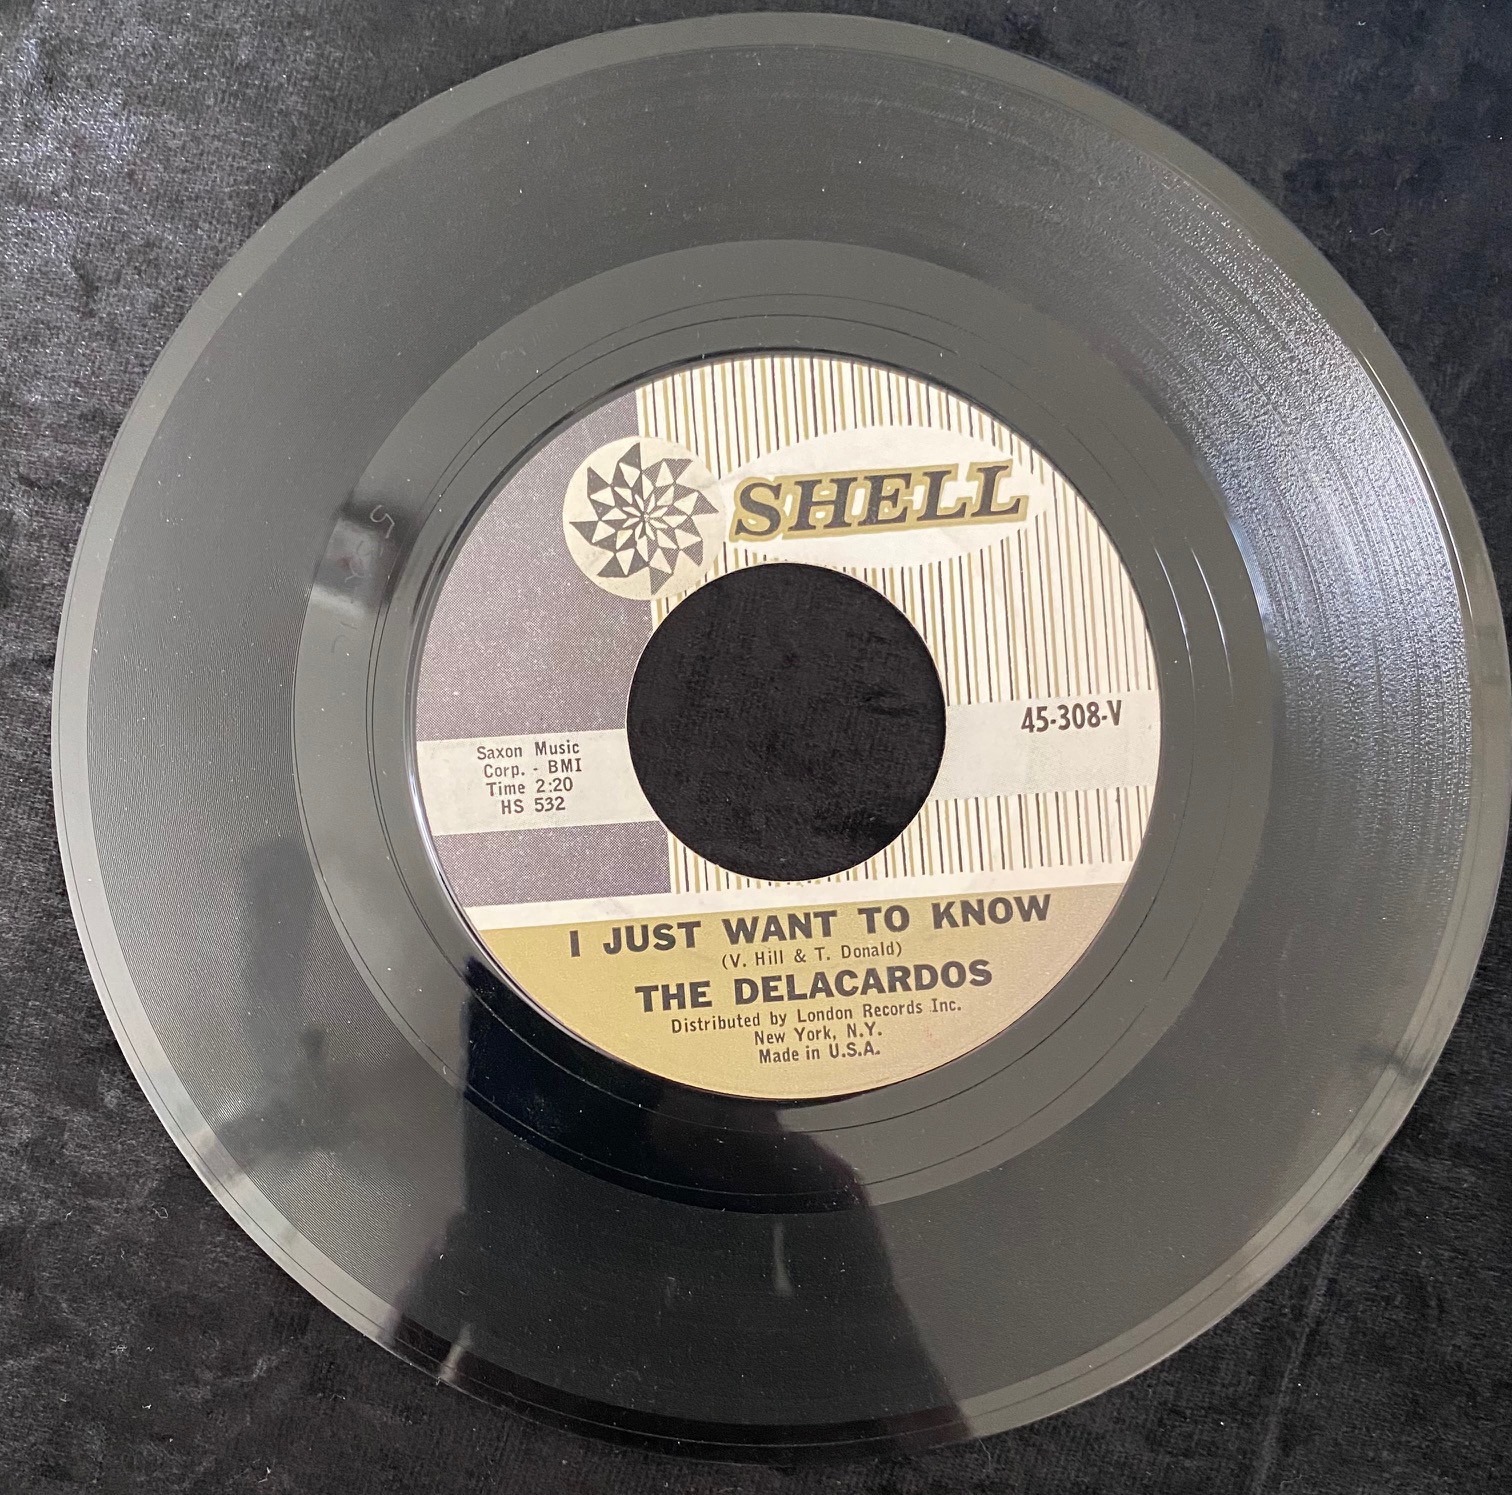 SHELL
45-308-V
Saxon Music
Corp. - BMI
Time 2:20
HS 532
I JUST WANT TO KNOW
(V. Hill & T. Donald)
THE DELACARDOS
Distributed by London Records Inc.
New York, N.Y.
Made in U.S.A.